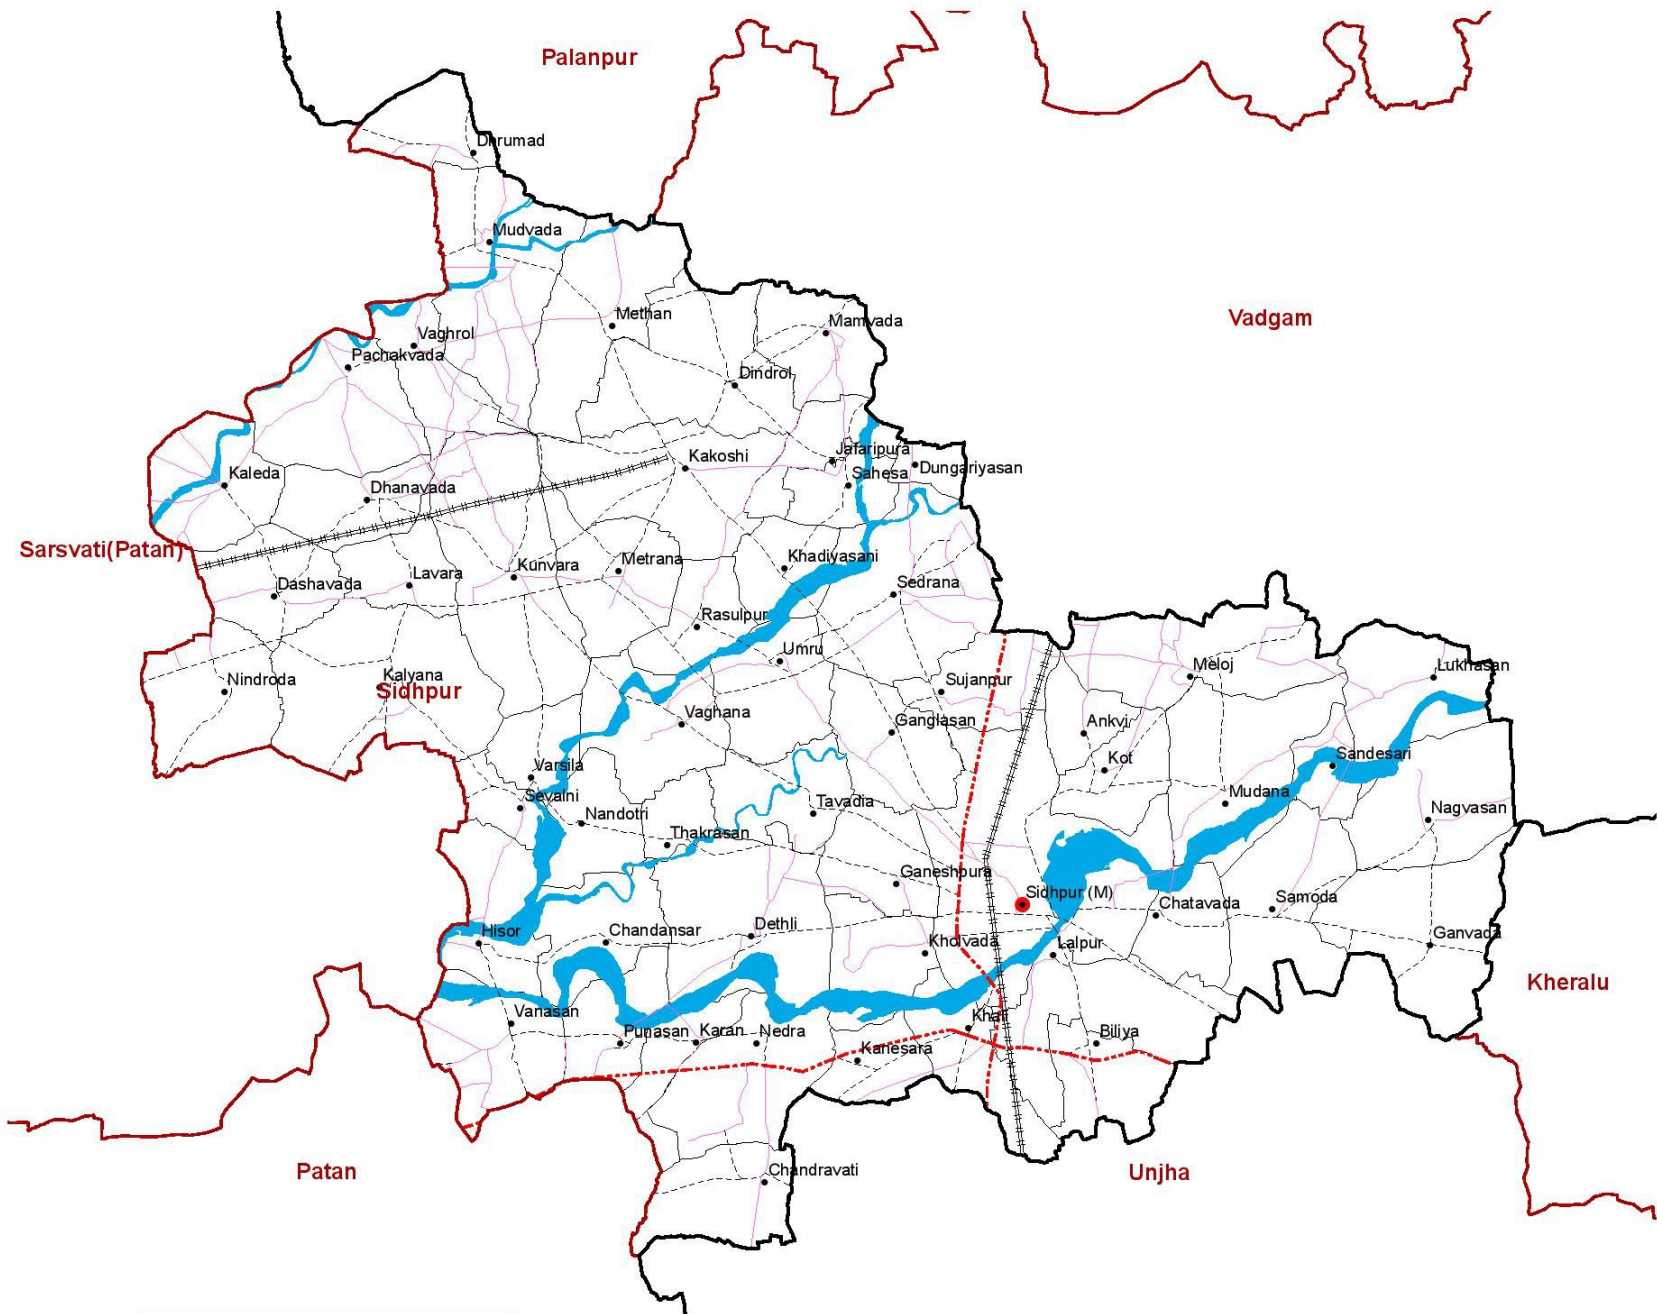 Palanpur
Dhrumad
Mudvada
Methan
Vadgam
Mamvada
Vaghrol
Pachakvada
Dindrol
Jafaripura
Kakoshi
Dungariyasan
Sahesa
Kaleda
Dhanavada
Sarsvati(Patan)
Khadiyasani
Metrana
Kunvara
Lavara
Dashavada
Sedrana
Rasulpur
Umru
Meloj
Lukhasan
Kalyana
Nindroda
Sidhpur
Sujanpur
Vaghana
Ganglasan
Ankvi
Kot
Sandesari
Varsila
Sevalni
Mudana
Tavadia
Nagvasan
Nandotri
Thakrasan
Ganeshpura
Sidhpur (M)
Samoda
Chatavada
Dethli
Hisor
Chandansar
Ganvada
Kholvada
Lalpur
Kheralu
Vanasan
Khali
Punasan
Karan
Nedra
Biliya
Kanesara
Patan
Chandravati
Unjha